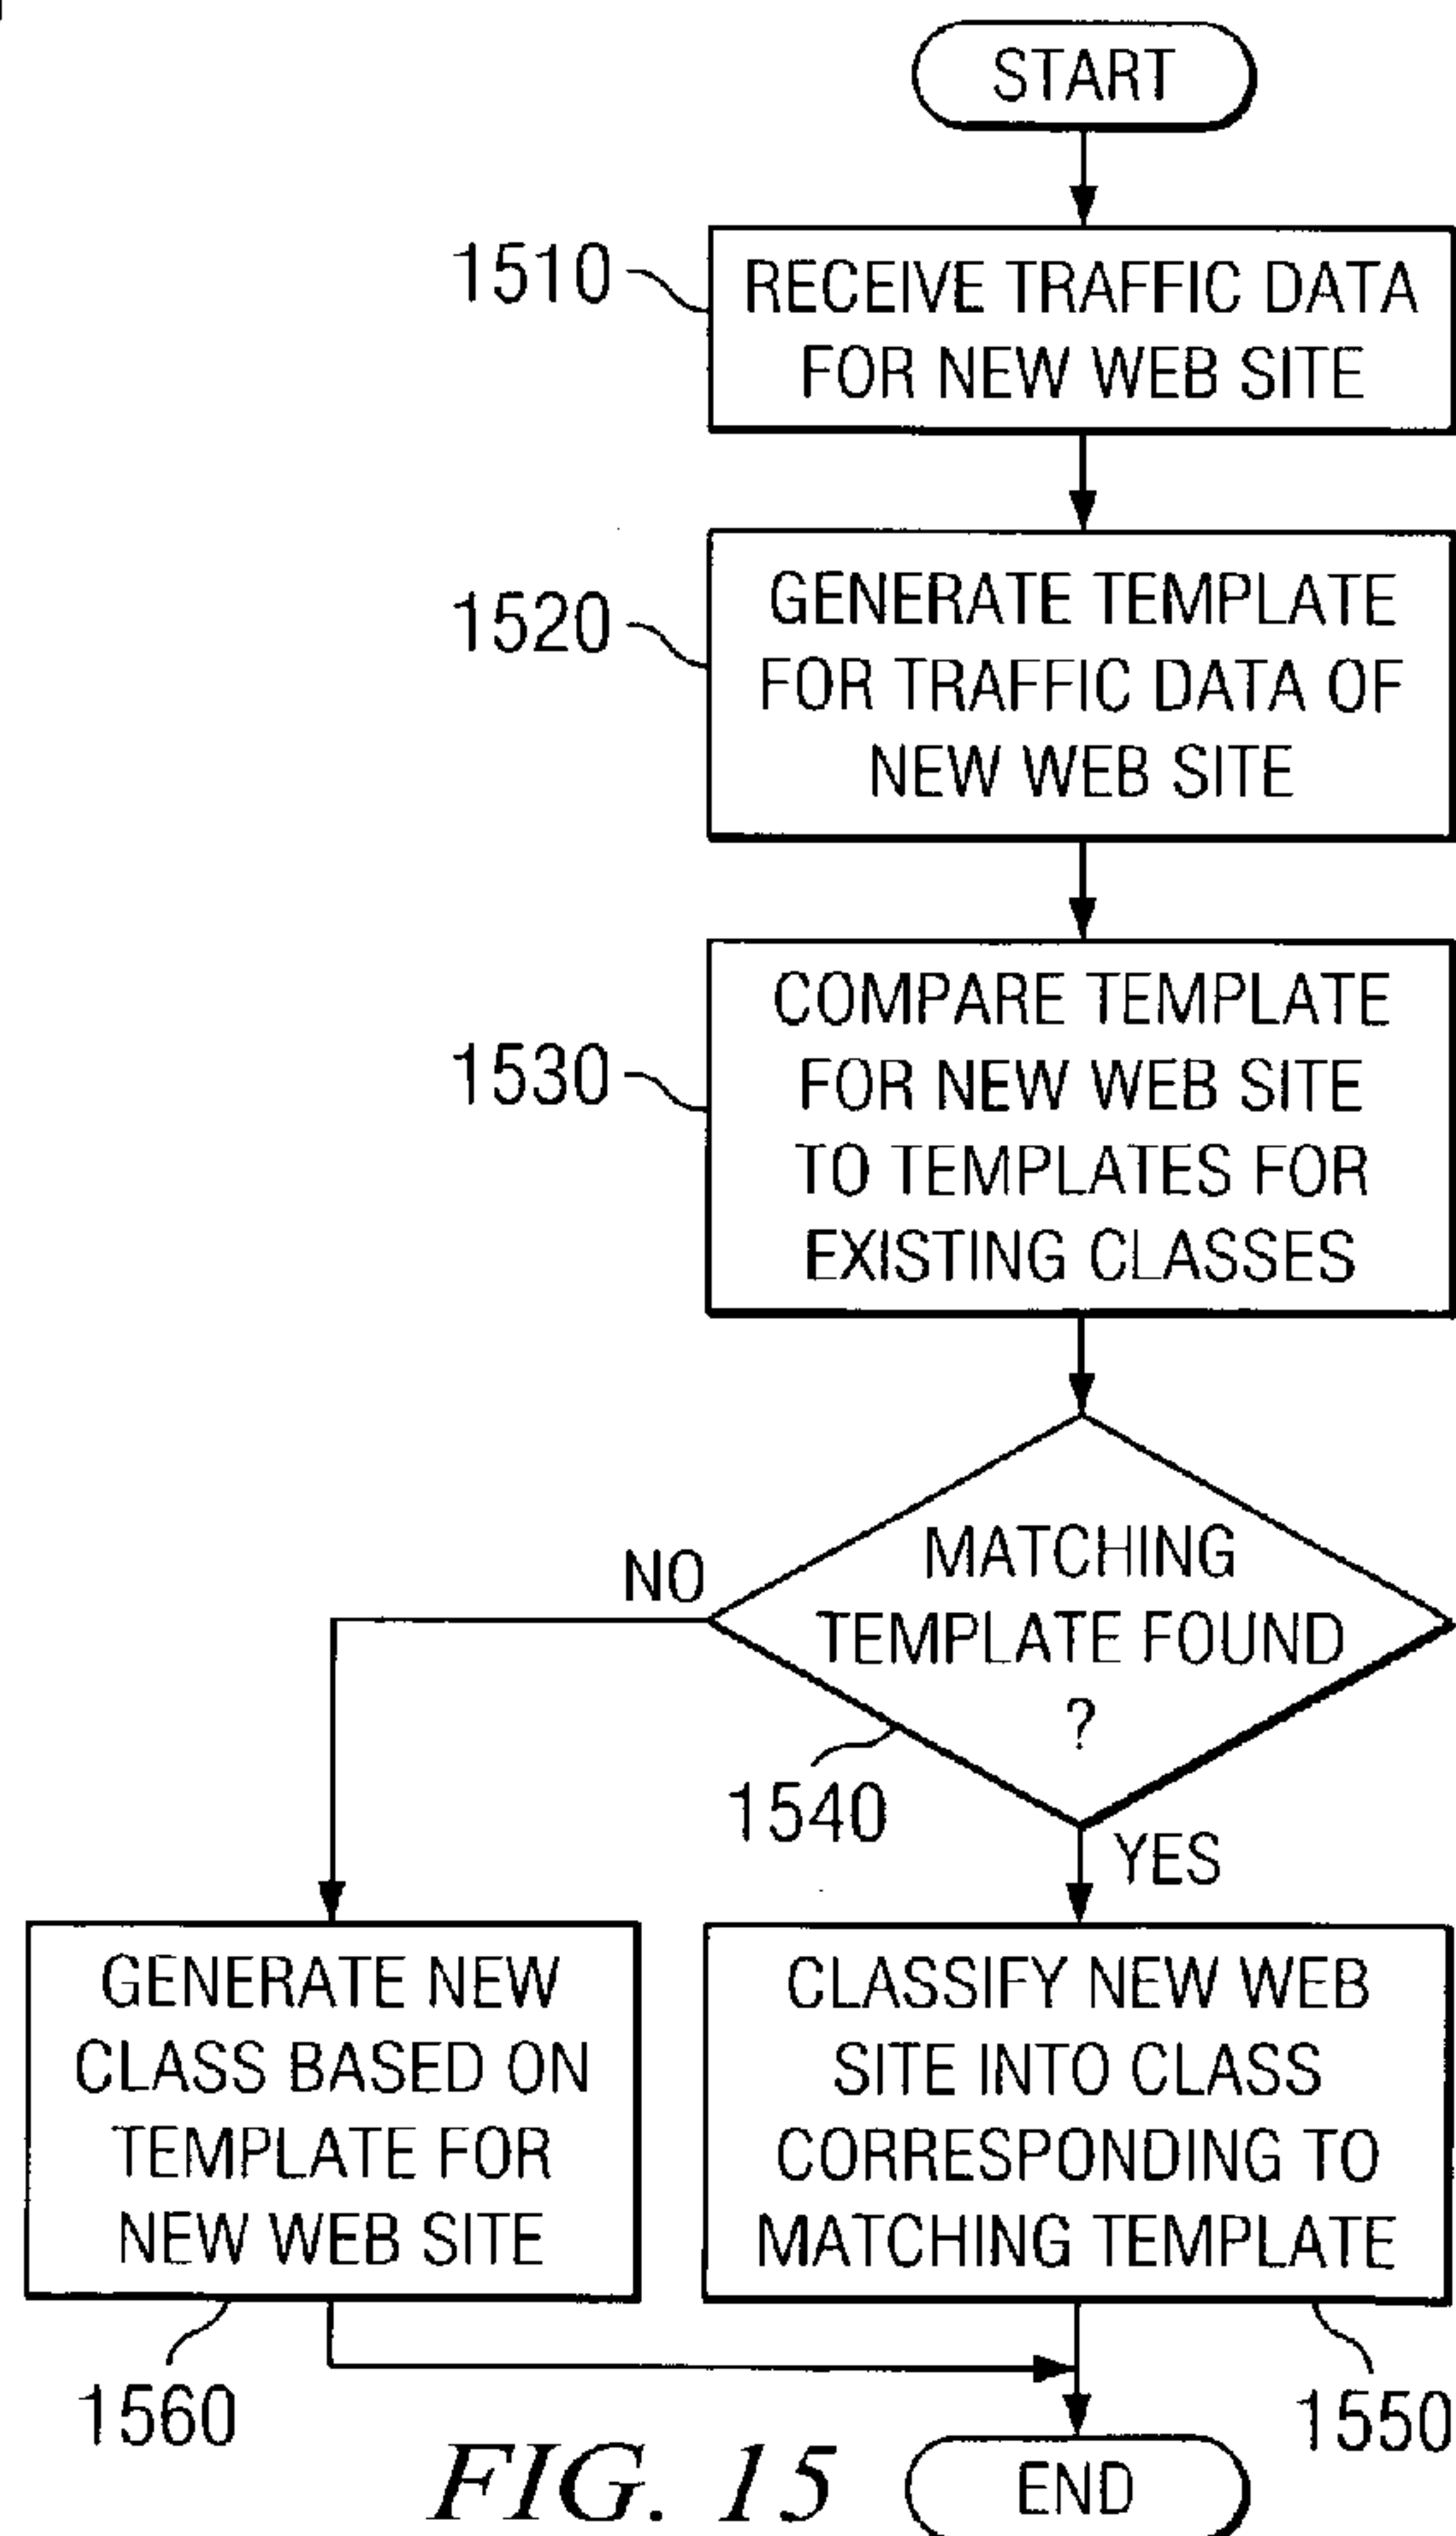 START
1510
RECEIVE TRAFFIC DATA
FOR NEW WEB SITE
1520
GENERATE TEMPLATE
FOR TRAFFIC DATA OF
NEW WEB SITE
1530
COMPARE TEMPLATE
FOR NEW WEB SITE
TO TEMPLATES FOR
EXISTING CLASSES
NO
MATCHING
TEMPLATE FOUND
?
1540
YES
GENERATE NEW
CLASS BASED ON
TEMPLATE FOR
NEW WEB SITE
CLASSIFY NEW WEB
SITE INTO CLASS
CORRESPONDING TO
MATCHING TEMPLATE
1560
1550
FIG. 15
END